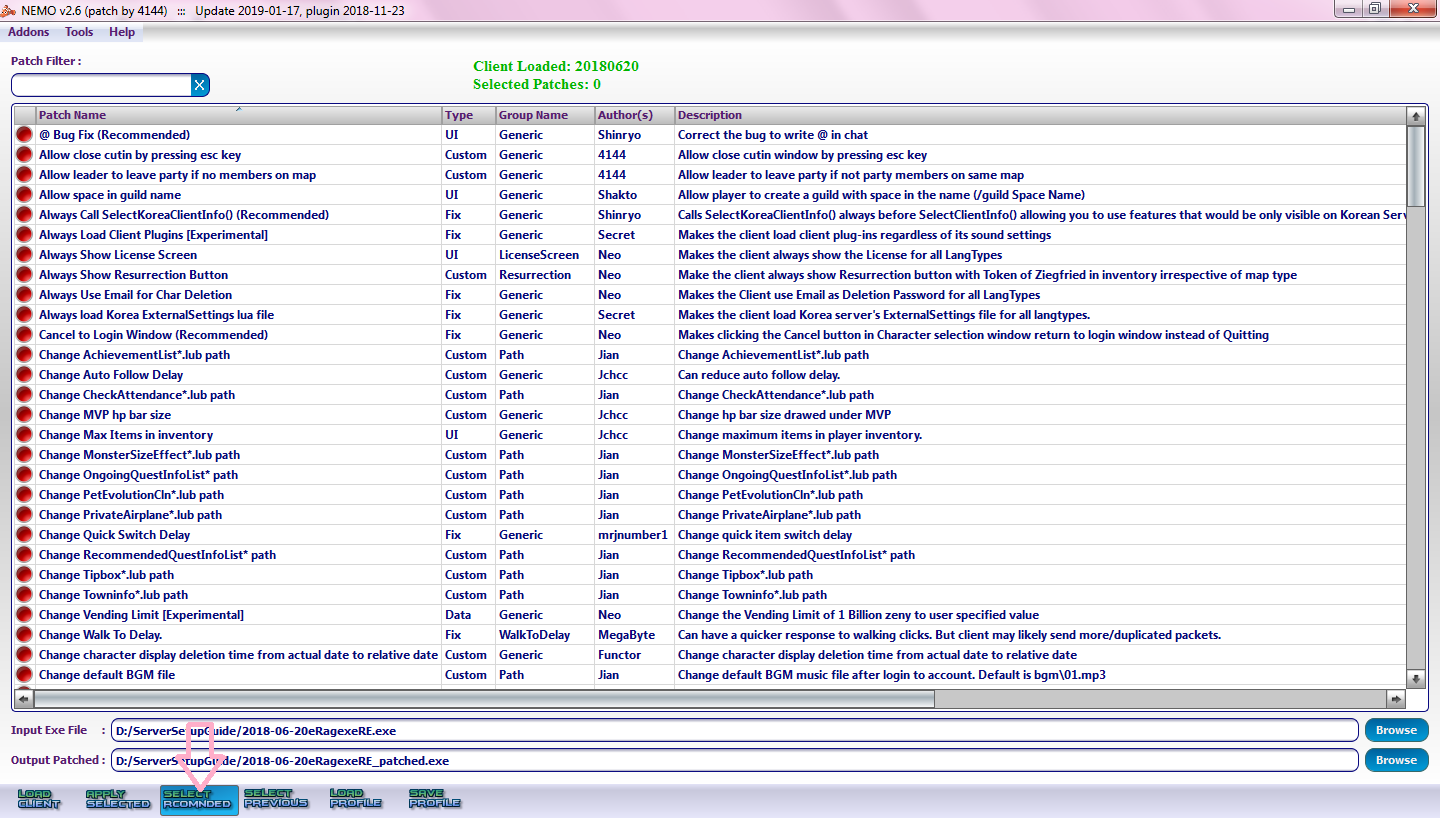 NEMO v2.6 (patch by 4144) ::: Update 2019-01-17, plugin 2018-11-23
Addons Tools Help
Patch Filter :
Client Loaded: 20180620
Selected Patches: 0
X
Patch Name Type Group Name Author(s) Description
@ Bug Fix (Recommended) UI Generic Shinryo Correct the bug to write @ in chat
Allow close cutin by pressing esc key Custom Generic 4144 Allow close cutin window by pressing esc key
Allow leader to leave party if no members on map Custom Generic 4144 Allow leader to leave party if not party members on same map
Allow space in guild name UI Generic Shakto Allow player to create a guild with space in the name (/guild Space Name)
Always Call SelectKoreaClientInfo() (Recommended) Fix Generic Shinryo Calls SelectKoreaClientInfo() always before SelectClientInfo() allowing you to use features that would be only visible on Korean Serv
Always Load Client Plugins [Experimental] Fix Generic Secret Makes the client load client plug-ins regardless of its sound settings
Always Show License Screen UI LicenseScreen Neo Makes the client always show the License for all LangTypes
Always Show Resurrection Button Custom Resurrection Neo Make the client always show Resurrection button with Token of Ziegfried in inventory irrespective of map type
Always Use Email for Char Deletion Fix Generic Neo Makes the Client use Email as Deletion Password for all LangTypes
Always load Korea ExternalSettings lua file Fix Generic Secret Makes the client load Korea server's ExternalSettings file for all langtypes.
Cancel to Login Window (Recommended) Fix Generic Neo Makes clicking the Cancel button in Character selection window return to login window instead of Quitting
Change AchievementList*.lub path Custom Path Jian Change AchievementList*.lub path
Change Auto Follow Delay Custom Generic Jchcc Can reduce auto follow delay.
Change CheckAttendance*.lub path Custom Path Jian Change CheckAttendance*.lub path
Change MVP hp bar size Custom Generic Jchcc Change hp bar size drawed under MVP
Change Max Items in inventory UI Generic Jchcc Change maximum items in player inventory.
Change MonsterSizeEffect*.lub path Custom Path Jian Change MonsterSizeEffect*.lub path
Change OngoingQuestInfoList* path Custom Path Jian Change OngoingQuestInfoList*.lub path
Change PetEvolutionCln*.lub path Custom Path Jian Change PetEvolutionCln*.lub path
Change PrivateAirplane*.lub path Custom Path Jian Change PrivateAirplane*.lub path
Change Quick Switch Delay Fix Generic mrjnumber1 Change quick item switch delay
Change RecommendedQuestInfoList* path Custom Path Jian Change RecommendedQuestInfoList* path
Change Tipbox*.lub path Custom Path Jian Change Tipbox*.lub path
Change Towninfo*.lub path Custom Path Jian Change Towninfo*.lub path
Change Vending Limit [Experimental] Data Generic Neo Change the Vending Limit of 1 Billion zeny to user specified value
Change Walk To Delay. Fix WalkToDelay MegaByte Can have a quicker response to walking clicks. But client may likely send more/duplicated packets.
Change character display deletion time from actual date to relative date Custom Generic Functor Change character display deletion time from actual date to relative date
Change default BGM file Custom Path Jian Change default BGM music file after login to account. Default is bgm\01.mp3
Input Exe File : D:/ServerSetupGuide/2018-06-20eRagexeRE.exe Browse
Output Patched : D:/ServerSetupGuide/2018-06-20eRagexeRE_patched.exe Browse
LOAD CLIENT APPLY SELECTED SELECT RCOMNDED SELECT PREVIOUS LOAD PROFILE SAVE PROFILE